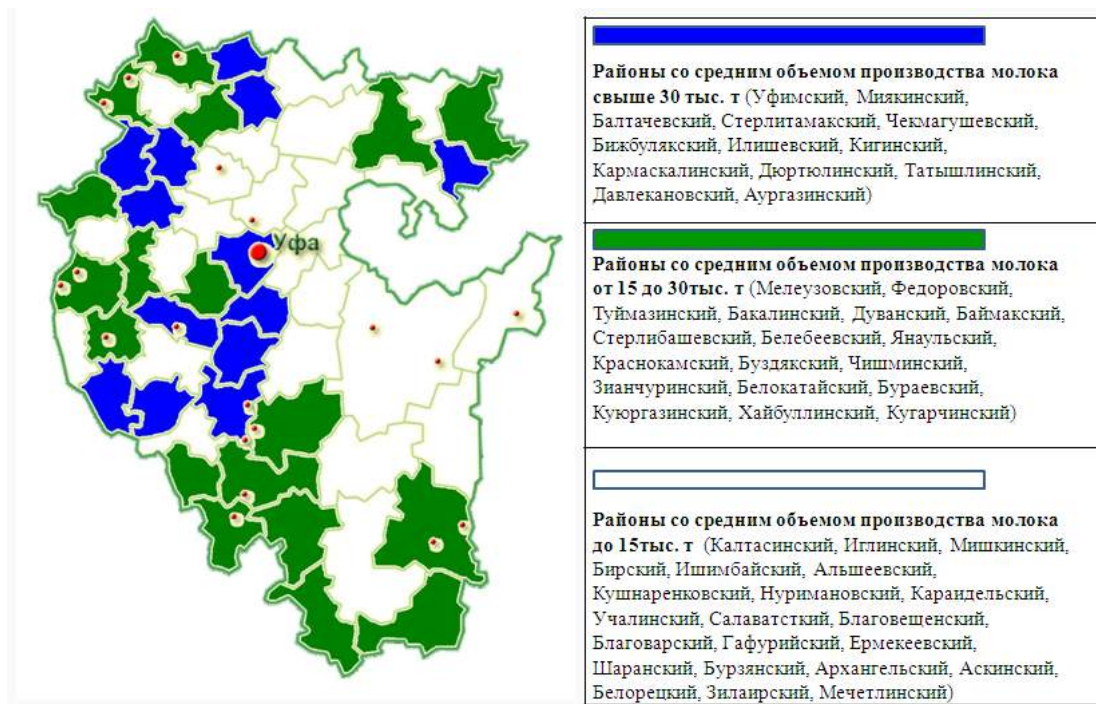 Уфа
Районы со средним объемом производства молока
свыше 30 тыс. т (Уфимский, Миякинский,
Балтачевский, Стерлитамакский, Чекмагушевский,
Бижбулякский, Илишевский, Кигинский,
Кармаскалинский, Дюртюлинский, Татышлинский,
Давлекановский, Аургазинский)
Районы со средним объемом производства молока
от 15 до 30тыс. т (Мелеузовский, Федоровский,
Туймазинский, Бакалинский, Дуванский, Баймакский,
Стерлибашевский, Белебеевский, Янаульский,
Краснокамский, Буздякский, Чишминский,
Зианчуринский, Белокатайский, Бураевский,
Куюргазинский, Хайбуллинский, Кугарчинский)
Районы со средним объемом производства молока
до 15тыс. т (Калтасинский, Иглинский, Мишкинский,
Бирский, Ишимбайский, Альшеевский,
Кушнаренковский, Нуримановский, Караидельский,
Учалинский, Салаватсткий, Благовещенский,
Благоварский, Гафурийский, Ермекеевский,
Шаранский, Бурзянский, Архангельский, Аскинский,
Белорецкий, Зилаирский, Мечетлинский)